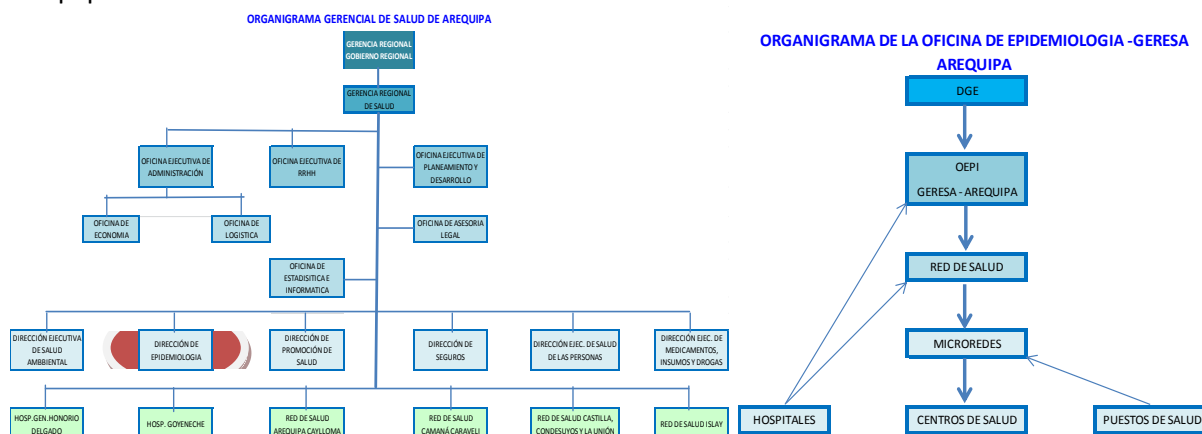 ORGANIGRAMA GERENCIAL DE SALUD DE AREQUIPA
GERENCIA REGIONAL
GOBIERNO REGIONAL
GERENCIA REGIONAL
DE SALUD
OFICINA EJECUTIVA DE
ADMINISTRACIÓN
OFICINA EJECUTIVA DE
RRHH
OFICINA EJECUTIVA DE
PLANEAMIENTO Y
DESARROLLO
OFICINA DE
ECONOMIA
OFICINA DE
LOGISTICA
OFICINA DE ASESORIA
LEGAL
OFICINA DE
ESTADISITICA E
INFORMATICA
DIRECCIÓN EJECUTIVA
DE SALUD
AMBBIENTAL
DIRECCIÓN DE
EPIDEMIOLOGIA
DIRECCIÓN DE
PROMOCIÓN DE
SALUD
DIRECCIÓN DE
SEGUROS
DIRECCIÓN EJEC. DE SALUD
DE LAS PERSONAS
DIRECCIÓN EJEC. DE
MEDICAMENTOS,
INSUMOS Y DROGAS
HOSP.GEN.HONORIO
DELGADO
HOSP. GOYENECHE
RED DE SALUD
AREQUIPA CAYLLOMA
RED DE SALUD
CAMANÁ CARAVELI
RED DE SALUD CASTILLA,
CONDESUYOS Y LA UNIÓN
RED DE SALUD ISLAY
ORGANIGRAMA DE LA OFICINA DE EPIDEMIOLOGIA -GERESA
AREQUIPA
DGE
OEPI
GERESA - AREQUIPA
RED DE SALUD
MICROREDES
HOSPITALES
CENTROS DE SALUD
PUESTOS DE SALUD